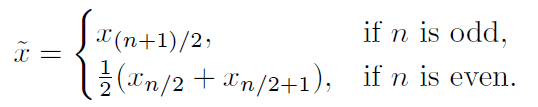 x̃ = { x_{(n+1)/2}, if n is odd,
½(x_{n/2} + x_{n/2+1}), if n is even.